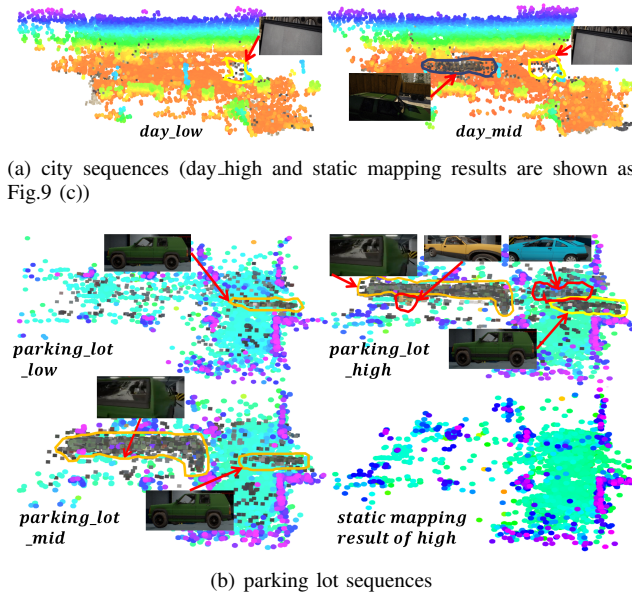 day_low
day_mid
(a) city sequences (day_high and static mapping results are shown as
Fig.9 (c))
parking_lot
_low
parking_lot
_high
parking_lot
_mid
static mapping
result of high
(b) parking lot sequences